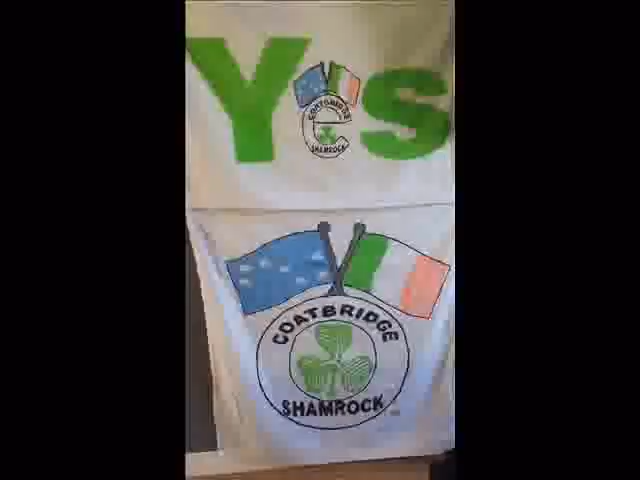 Yes
COATBRIDGE
SHAMROCK
COATBRIDGE
SHAMROCK